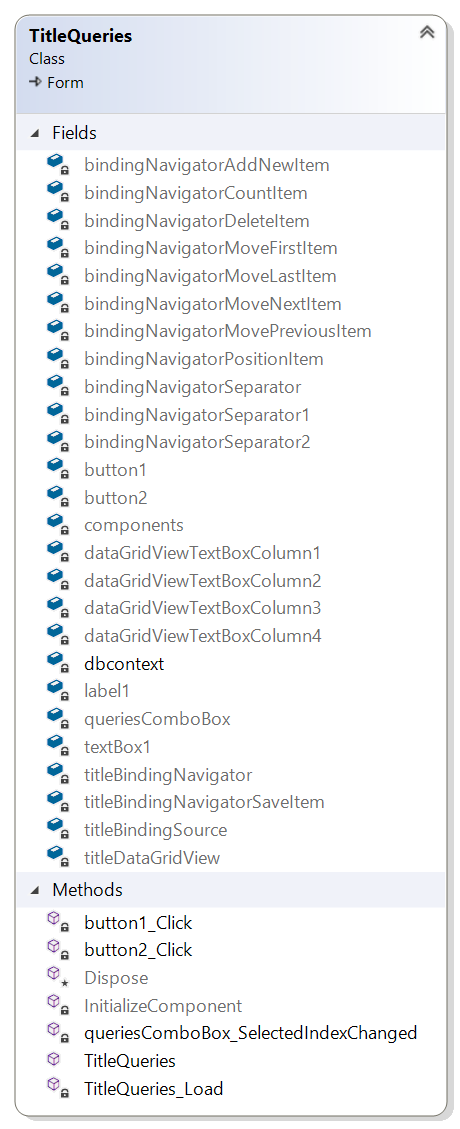 TitleQueries
Class
Form
Fields
bindingNavigatorAddNewItem
bindingNavigatorCountItem
bindingNavigatorDeleteItem
bindingNavigatorMoveFirstItem
bindingNavigatorMoveLastItem
bindingNavigatorMoveNextItem
bindingNavigatorMovePreviousItem
bindingNavigatorPositionItem
bindingNavigatorSeparator
bindingNavigatorSeparator1
bindingNavigatorSeparator2
button1
button2
components
dataGridViewTextBoxColumn1
dataGridViewTextBoxColumn2
dataGridViewTextBoxColumn3
dataGridViewTextBoxColumn4
dbcontext
label1
queriesComboBox
textBox1
titleBindingNavigator
titleBindingNavigatorSaveItem
titleBindingSource
titleDataGridView
Methods
button1_Click
button2_Click
Dispose
InitializeComponent
queriesComboBox_SelectedIndexChanged
TitleQueries
TitleQueries_Load